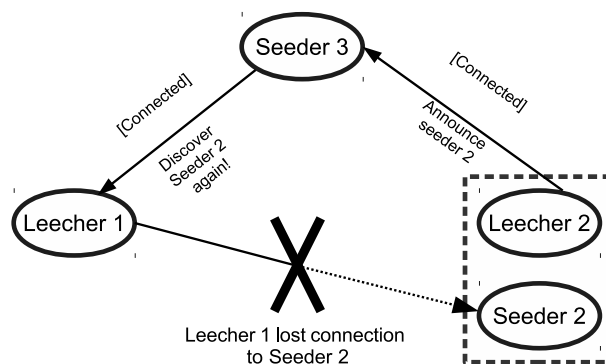 Seeder 3
[Connected]
[Connected]
Announce
seeder 2
Discover
Seeder 2
again!
Leecher 1
Leecher 2
Seeder 2
Leecher 1 lost connection
to Seeder 2